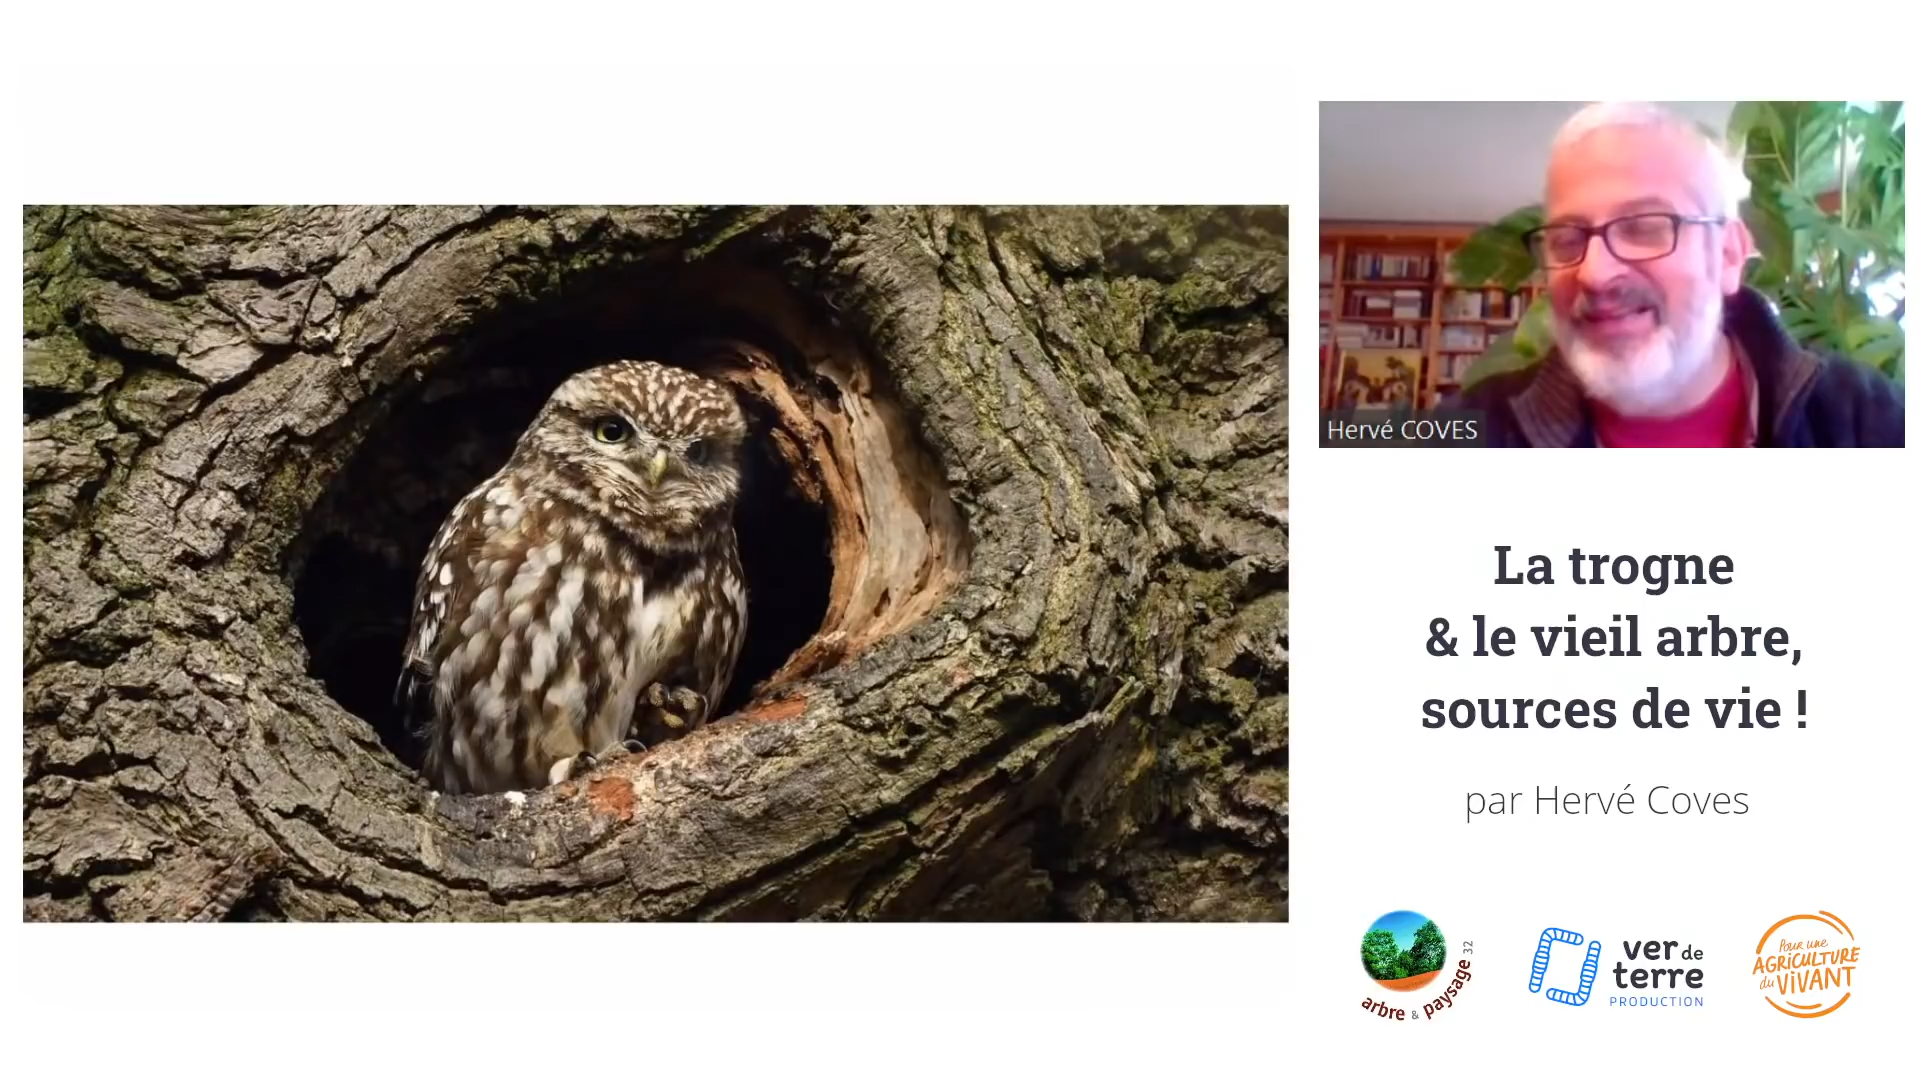 Hervé COVES
La trogne
& le vieil arbre,
sources de vie !
par Hervé Coves
arbre & paysage 32
ver de
terre
PRODUCTION
Pour une
AGRICULTURE
du VIVANT